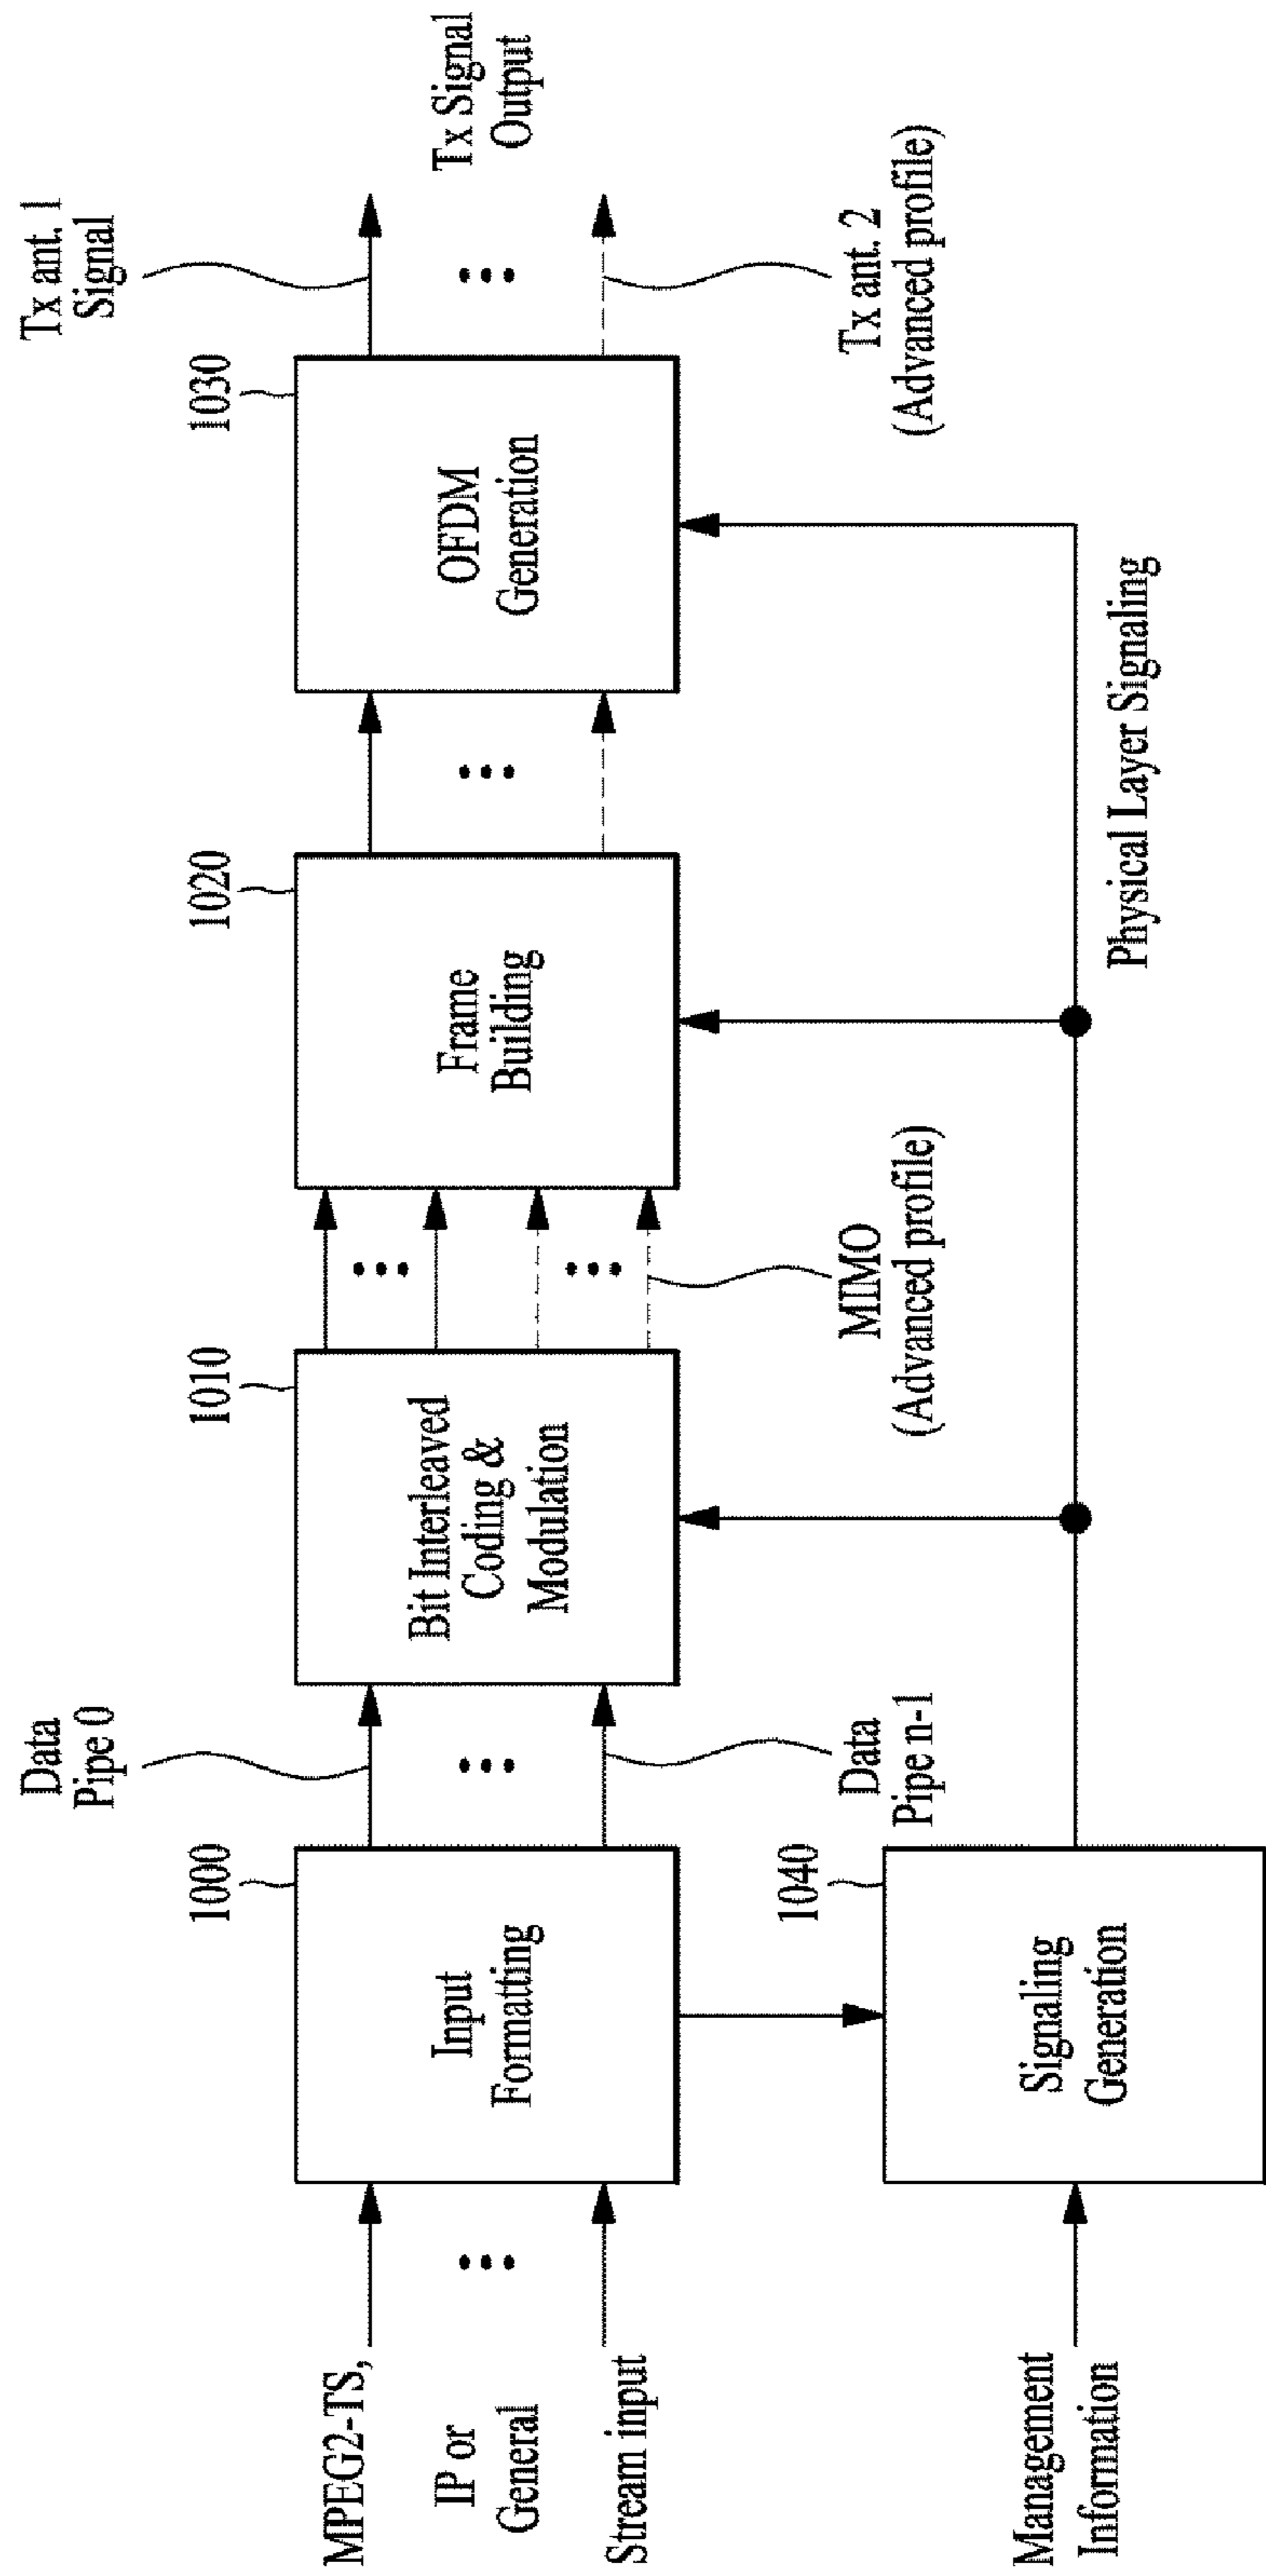 MPEG2-TS,
IP or
General
Stream input
Management
Information
1000
Input
Formatting
1040
Signaling
Generation
Data
Pipe 0
Data
Pipe n-1
1010
Bit Interleaved
Coding &
Modulation
MIMO
(Advanced profile)
1020
Frame
Building
Physical Layer Signaling
1030
OFDM
Generation
Tx ant. 1
Signal
Tx ant. 2
(Advanced profile)
Tx Signal
Output